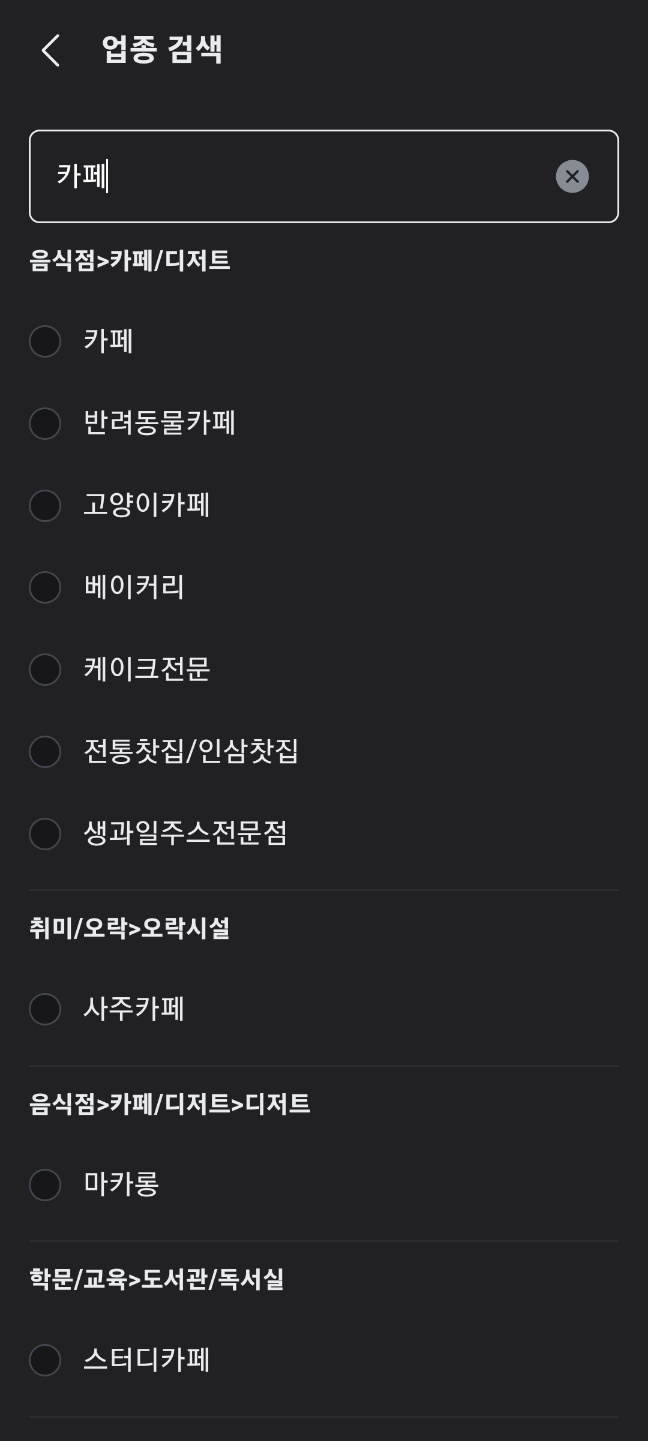 업종 검색
카페
음식점>카페/디저트
카페
반려동물카페
고양이카페
베이커리
케이크전문
전통찻집/인삼찻집
생과일주스전문점
취미/오락>오락시설
사주카페
음식점>카페/디저트>디저트
마카롱
학문/교육>도서관/독서실
스터디카페